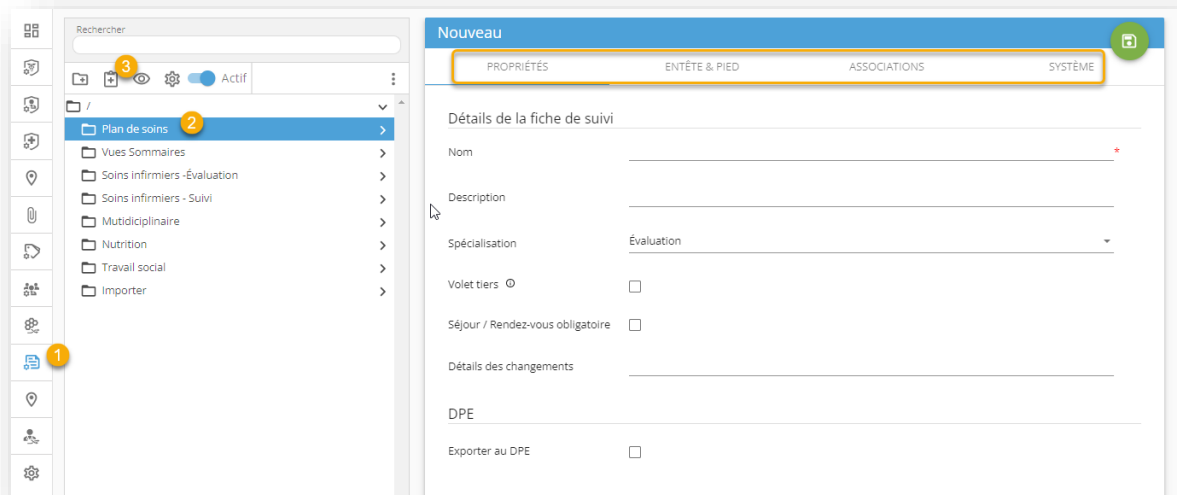 Rechercher
3
Actif
/
Plan de soins
2
Vues Sommaires
Soins infirmiers -Évaluation
Soins infirmiers - Suivi
Mutidiciplinaire
Nutrition
Travail social
Importer
1
Nouveau
PROPRIÉTÉS ENTÊTE & PIED ASSOCIATIONS SYSTÈME
Détails de la fiche de suivi
Nom *
Description
Spécialisation Évaluation
Volet tiers
Séjour / Rendez-vous obligatoire
Détails des changements
DPE
Exporter au DPE